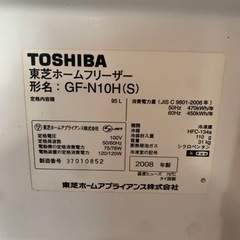 TOSHIBA
東芝ホームフリーザー
形名：GF-N10H(S)
定格内容積 95 L
消費電力量(JIS C 9801-2006年)
50Hz 470kWh/年
60Hz 450kWh/年
東芝ホームアプライアンス(株) JET
定格電圧 100V
定格周波数 50/60Hz
電動機の定格消費電力 75/78W
電熱装置の定格消費電力 120/120W
製造番号 37010852
冷媒 HFC-134a
110 g
31 kg
シクロペンタン
2008 年製
タイ国製
東芝ホームアプライアンス株式会社